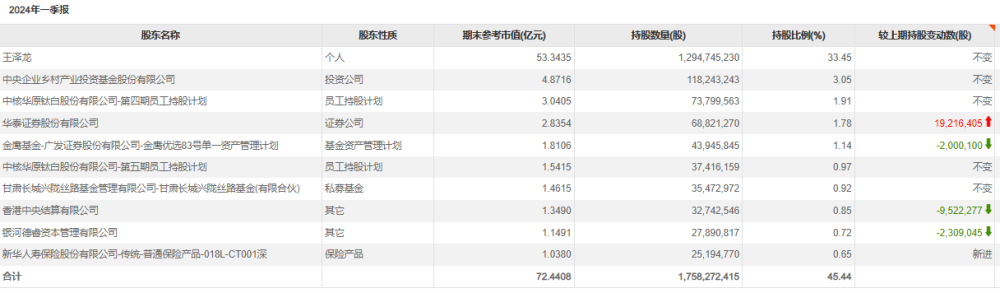 2024年一季报
股东名称 股东性质 期末参考市值(亿元) 持股数量(股) 持股比例(%) 较上期持股变动数(股)
王泽龙 个人 53.3435 1,294,745,230 33.45 不变
中央企业乡村产业投资基金股份有限公司 投资公司 4.8716 118,243,243 3.05 不变
中核华原钛白股份有限公司-第四期员工持股计划 员工持股计划 3.0405 73,799,563 1.91 不变
华泰证券股份有限公司 证券公司 2.8354 68,821,270 1.78 19,216,405
金鹰基金-广发证券股份有限公司-金鹰优选83号单一资产管理计划 基金资产管理计划 1.8106 43,945,845 1.14 -2,000,100
中核华原钛白股份有限公司-第五期员工持股计划 员工持股计划 1.5415 37,416,159 0.97 不变
甘肃长城兴陇丝路基金管理有限公司-甘肃长城兴陇丝路基金(有限合伙) 私募基金 1.4615 35,472,972 0.92 不变
香港中央结算有限公司 其它 1.3490 32,742,546 0.85 -9,522,277
银河德睿资本管理有限公司 其它 1.1491 27,890,817 0.72 -2,309,045
新华人寿保险股份有限公司-传统-普通保险产品-018L-CT001深 保险产品 1.0380 25,194,770 0.65 新进
合计 72.4408 1,758,272,415 45.44